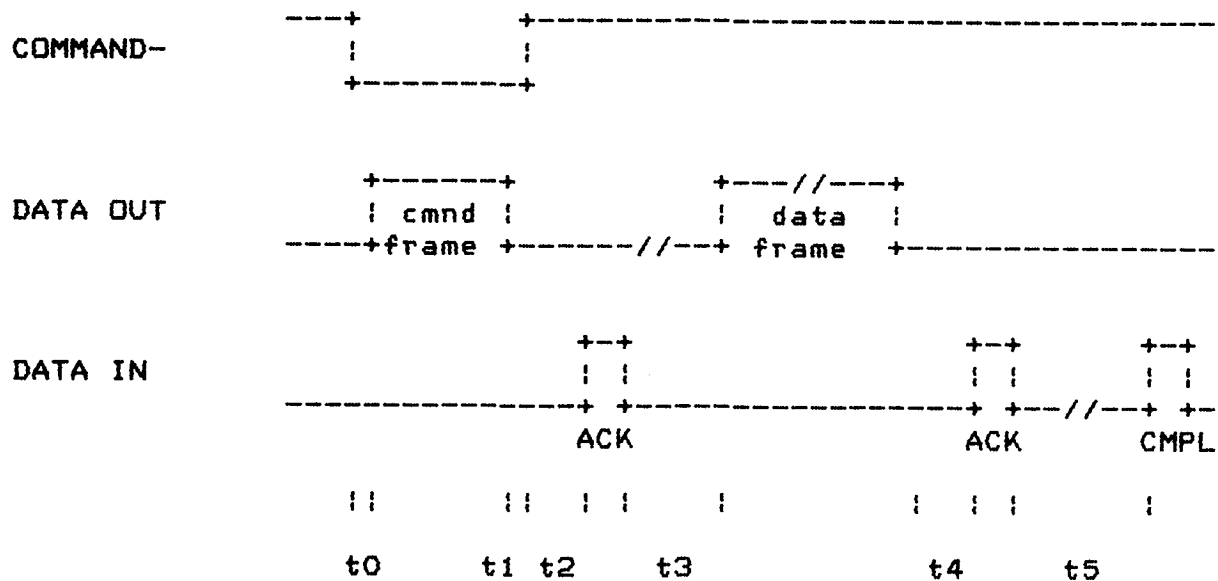 COMMAND-
DATA OUT
cmnd
frame
data
frame
DATA IN
ACK
ACK
CMPL
t0 t1 t2 t3 t4 t5